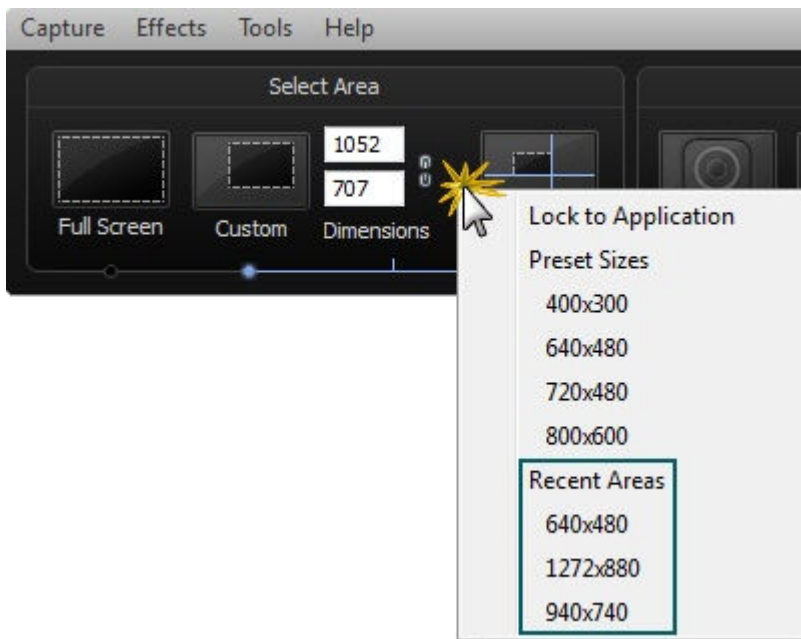 Capture Effects Tools Help
Select Area
1052
707
Full Screen Custom Dimensions
Lock to Application
Preset Sizes
400x300
640x480
720x480
800x600
Recent Areas
640x480
1272x880
940x740